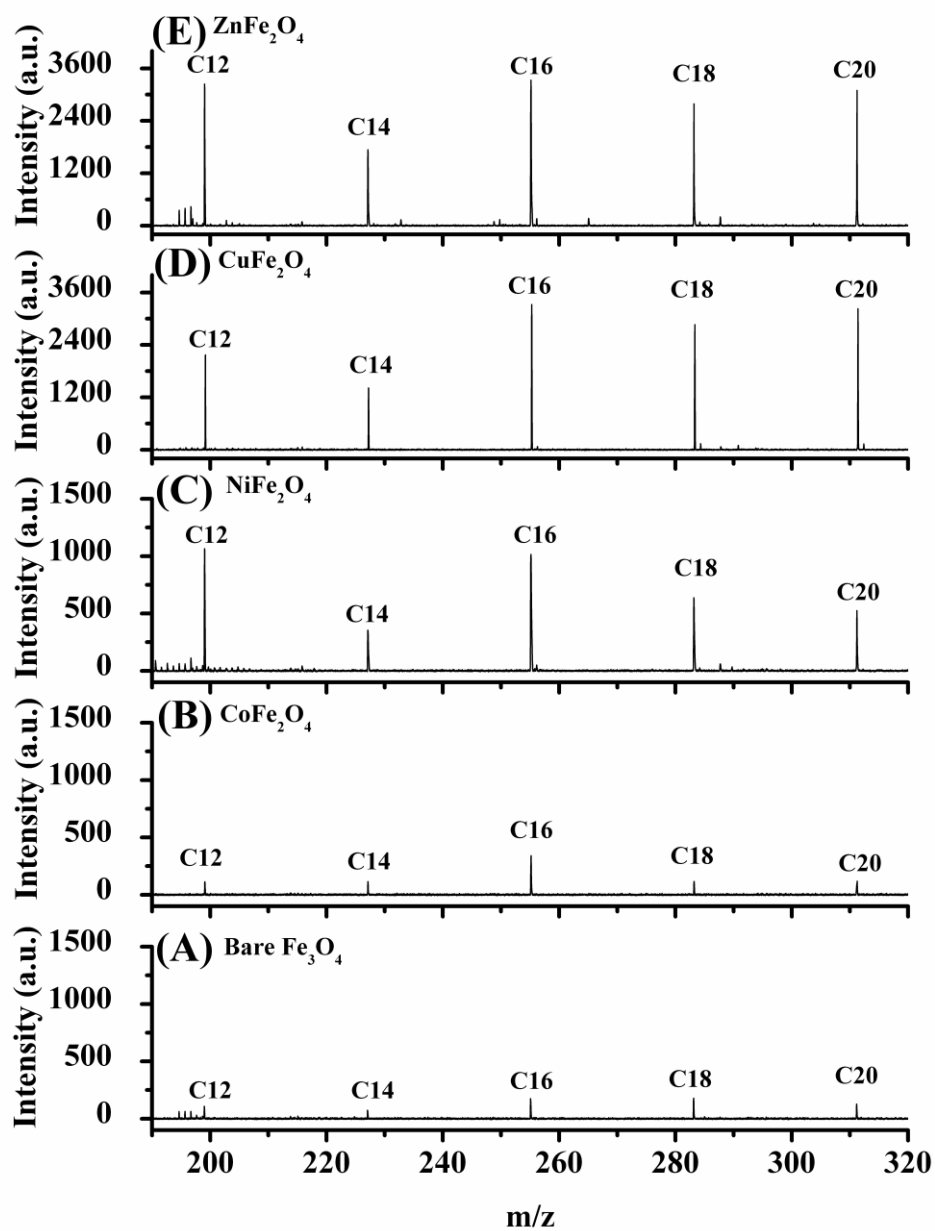 (E) ZnFe₂O₄
C12 C14 C16 C18 C20
3600
2400
1200
0
Intensity (a.u.)
(D) CuFe₂O₄
C12 C14 C16 C18 C20
3600
2400
1200
0
Intensity (a.u.)
(C) NiFe₂O₄
C12 C14 C16 C18 C20
1500
1000
500
0
Intensity (a.u.)
(B) CoFe₂O₄
C12 C14 C16 C18 C20
1500
1000
500
0
Intensity (a.u.)
(A) Bare Fe₃O₄
C12 C14 C16 C18 C20
1500
1000
500
0
Intensity (a.u.)
200 220 240 260 280 300 320
m/z